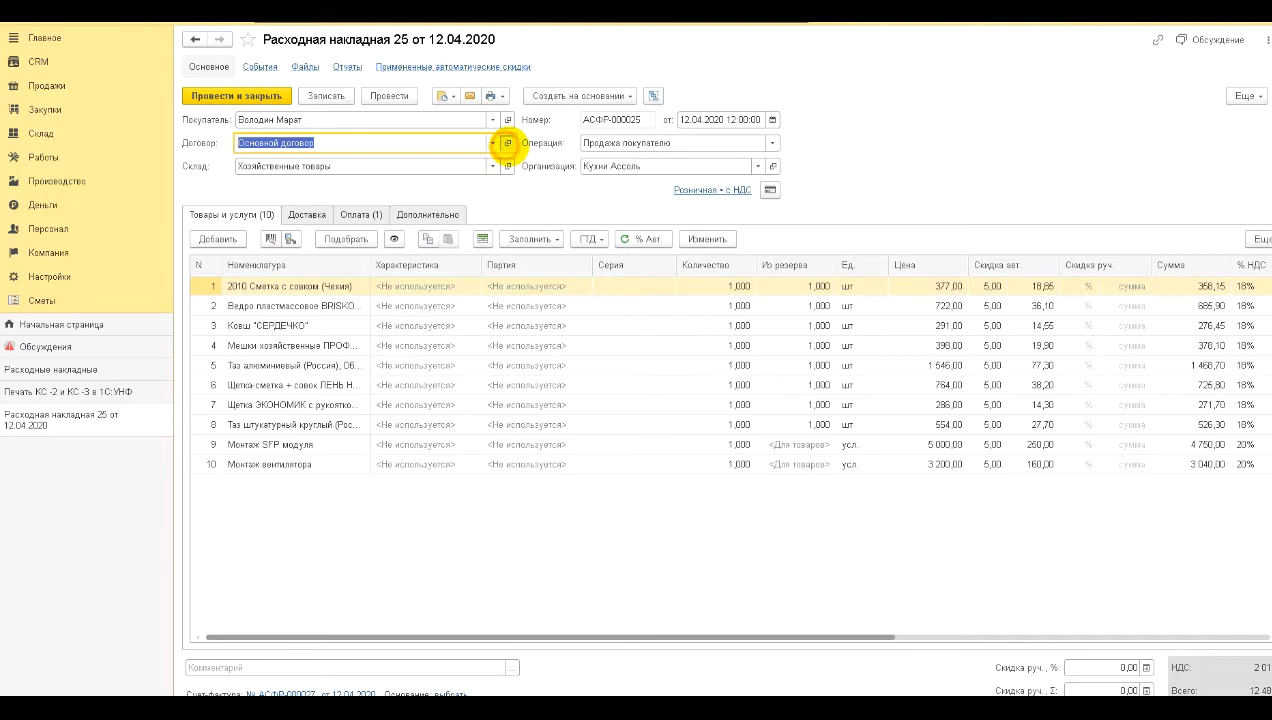 Главное
CRM
Продажи
Закупки
Склад
Работы
Производство
Деньги
Персонал
Компания
Настройки
Сметы
Начальная страница
Обсуждения
Расходные накладные
Печать КС -2 и КС -3 в 1С:УНФ
Расходная накладная 25 от
12.04.2020
Расходная накладная 25 от 12.04.2020
Обсуждение
Основное События Файлы Отчеты Примененные автоматические скидки
Провести и закрыть Записать Провести Создать на основании Еще
Покупатель: Володин Марат Номер: АСФР-000025 от: 12.04.2020 12:00:00
Договор: Основной договор Операция: Продажа покупателю
Склад: Хозяйственные товары Организация: Кухни Ассоль
Розничная • с НДС
Товары и услуги (10) Доставка Оплата (1) Дополнительно
Добавить Подобрать Заполнить ГТД % Авт. Изменить Еще
N Номенклатура Характеристика Партия Серия Количество Из резерва Ед. Цена Скидка авт. Скидка руч. Сумма % НДС
1 2010 Сметка с совком (Чехия) <Не используется> <Не используется> 1,000 1,000 шт 377,00 5,00 18,85 % сумма 358,15 18%
2 Ведро пластмассовое BRISKO... <Не используется> <Не используется> 1,000 1,000 шт 722,00 5,00 36,10 % сумма 685,90 18%
3 Ковш "СЕРДЕЧКО" <Не используется> <Не используется> 1,000 1,000 шт 291,00 5,00 14,55 % сумма 276,45 18%
4 Мешки хозяйственные ПРОФ... <Не используется> <Не используется> 1,000 1,000 шт 398,00 5,00 19,90 % сумма 378,10 18%
5 Таз алюминиевый (Россия), D6... <Не используется> <Не используется> 1,000 1,000 шт 1 546,00 5,00 77,30 % сумма 1 468,70 18%
6 Щетка-сметка + совок ЛЕНЬ Н... <Не используется> <Не используется> 1,000 1,000 шт 764,00 5,00 38,20 % сумма 725,80 18%
7 Щетка ЭКОНОМИК с рукоятко... <Не используется> <Не используется> 1,000 1,000 шт 286,00 5,00 14,30 % сумма 271,70 18%
8 Таз штукатурный круглый (Рос... <Не используется> <Не используется> 1,000 1,000 шт 554,00 5,00 27,70 % сумма 526,30 18%
9 Монтаж SFP модуля <Не используется> <Не используется> 1,000 <Для товаров> усл. 5 000,00 5,00 250,00 % сумма 4 750,00 20%
10 Монтаж вентилятора <Не используется> <Не используется> 1,000 <Для товаров> усл. 3 200,00 5,00 160,00 % сумма 3 040,00 20%
Комментарий ... Скидка руч., %: 0,00 НДС: 2 01
Счет-фактура: № АСФР-000027 от 12.04.2020 Основание: выбрать Скидка руч., Σ: 0,00 Всего: 12 48